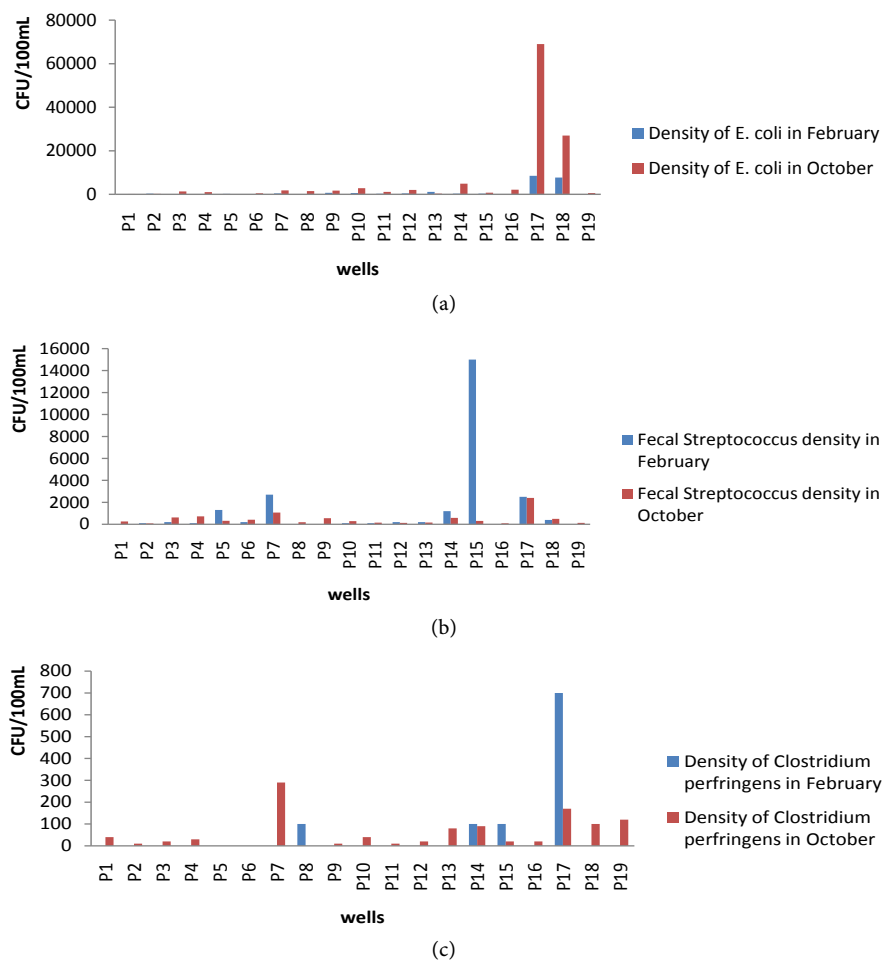 CFU/100mL
80000
60000
40000
20000
0
P1 P2 P3 P4 P5 P6 P7 P8 P9 P10 P11 P12 P13 P14 P15 P16 P17 P18 P19
wells
Density of E. coli in February
Density of E. coli in October
(a)
CFU/100mL
16000
14000
12000
10000
8000
6000
4000
2000
0
P1 P2 P3 P4 P5 P6 P7 P8 P9 P10 P11 P12 P13 P14 P15 P16 P17 P18 P19
wells
Fecal Streptococcus density in
February
Fecal Streptococcus density in
October
(b)
CFU/100mL
800
700
600
500
400
300
200
100
0
P1 P2 P3 P4 P5 P6 P7 P8 P9 P10 P11 P12 P13 P14 P15 P16 P17 P18 P19
wells
Density of Clostridium
perfringens in February
Density of Clostridium
perfringens in October
(c)